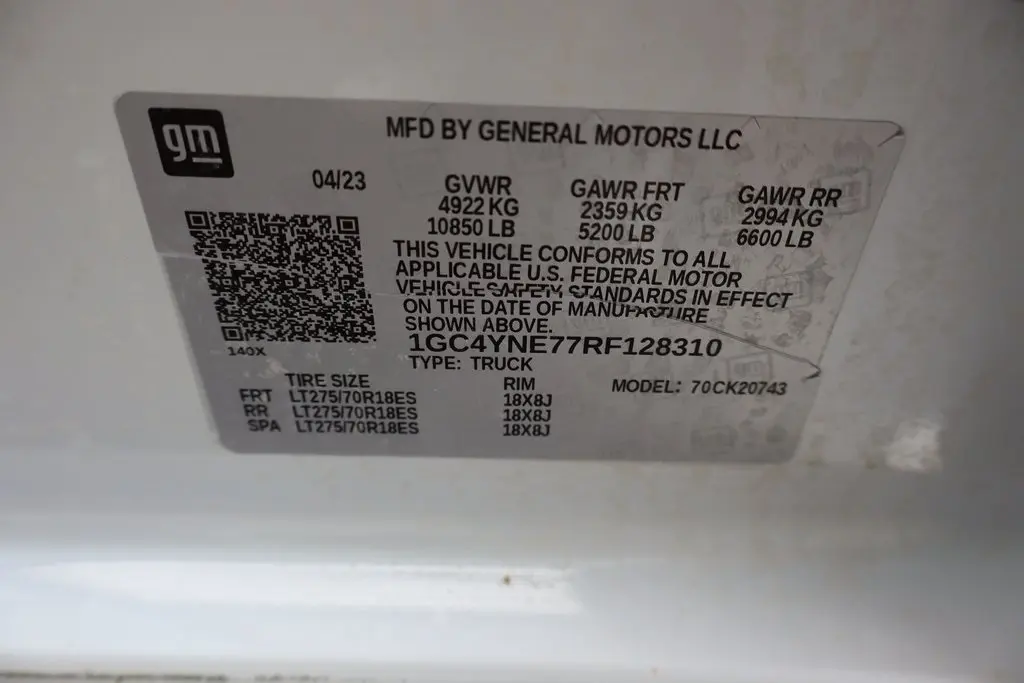 gm
MFD BY GENERAL MOTORS LLC
04/23
GVWR GAWR FRT GAWR RR
4922 KG 2359 KG 2994 KG
10850 LB 5200 LB 6600 LB
THIS VEHICLE CONFORMS TO ALL
APPLICABLE U.S. FEDERAL MOTOR
VEHICLE SAFETY STANDARDS IN EFFECT
ON THE DATE OF MANUFACTURE
SHOWN ABOVE.
140X
1GC4YNE77RF128310
TYPE: TRUCK
TIRE SIZE RIM MODEL: 70CK20743
FRT LT275/70R18ES 18X8J
RR LT275/70R18ES 18X8J
SPA LT275/70R18ES 18X8J